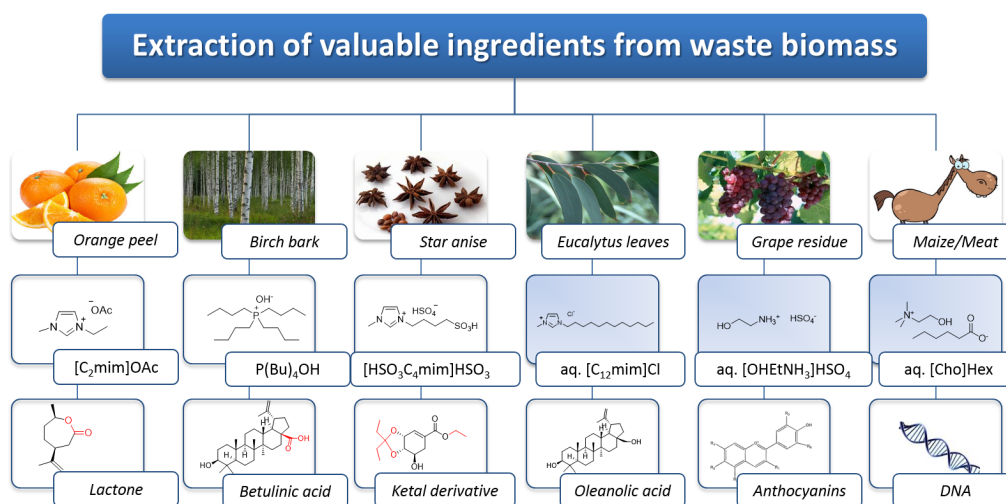 Extraction of valuable ingredients from waste biomass
Orange peel
Birch bark
Star anise
Eucalytus leaves
Grape residue
Maize/Meat
⁻OAc
N
N
+
[C₂mim]OAc
OH⁻
P
+
P(Bu)₄OH
HSO₄⁻
N
N
+
SO₃H
[HSO₃C₄mim]HSO₃
Cl⁻
N
N
+
aq. [C₁₂mim]Cl
HO
NH₃⁺
HSO₄⁻
aq. [OHEtNH₃]HSO₄
N⁺
OH
O
O⁻
aq. [Cho]Hex
O
O
Lactone
H
H
H
H
OH
O
HO
Betulinic acid
O
O
O
O
OH
Ketal derivative
H
H
H
OH
HO
Oleanolic acid
OH
Anthocyanins
DNA